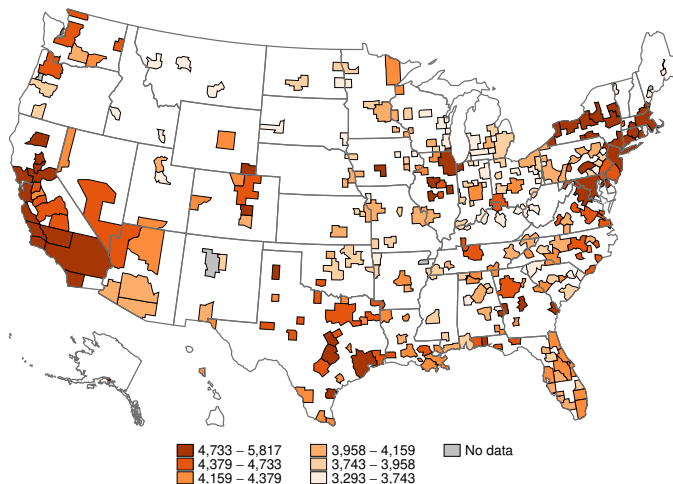 4,733 – 5,817
4,379 – 4,733
4,159 – 4,379
3,958 – 4,159
3,743 – 3,958
3,293 – 3,743
No data